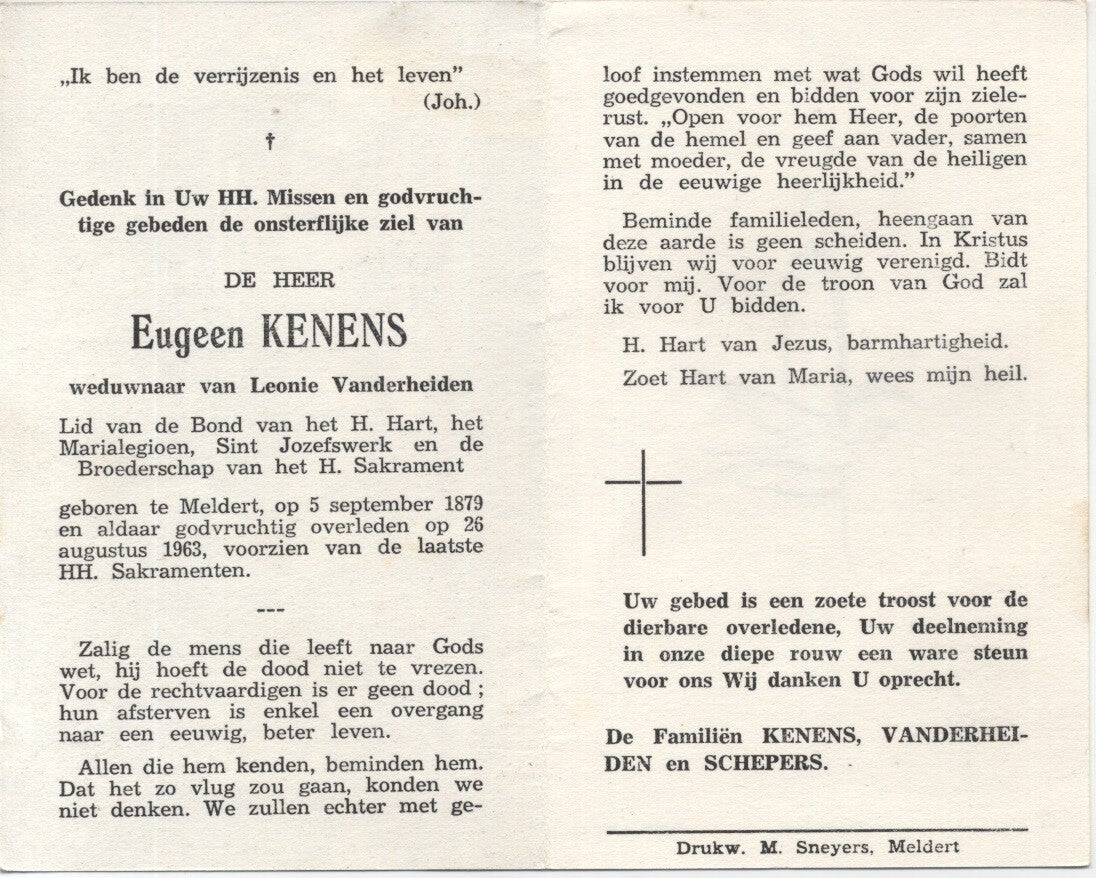 „Ik ben de verrijzenis en het leven”
(Joh.)
†
Gedenk in Uw HH. Missen en godvruch-
tige gebeden de onsterflijke ziel van
DE HEER
Eugeen KENENS
weduwnaar van Leonie Vanderheiden
Lid van de Bond van het H. Hart, het
Marialegioen, Sint Jozefswerk en de
Broederschap van het H. Sakrament
geboren te Meldert, op 5 september 1879
en aldaar godvruchtig overleden op 26
augustus 1963, voorzien van de laatste
HH. Sakramenten.
---
Zalig de mens die leeft naar Gods
wet, hij hoeft de dood niet te vrezen.
Voor de rechtvaardigen is er geen dood ;
hun afsterven is enkel een overgang
naar een eeuwig, beter leven.
Allen die hem kenden, beminden hem.
Dat het zo vlug zou gaan, konden we
niet denken. We zullen echter met ge-
loof instemmen met wat Gods wil heeft
goedgevonden en bidden voor zijn ziele-
rust. „Open voor hem Heer, de poorten
van de hemel en geef aan vader, samen
met moeder, de vreugde van de heiligen
in de eeuwige heerlijkheid.”
Beminde familieleden, heengaan van
deze aarde is geen scheiden. In Kristus
blijven wij voor eeuwig verenigd. Bidt
voor mij. Voor de troon van God zal
ik voor U bidden.
H. Hart van Jezus, barmhartigheid.
Zoet Hart van Maria, wees mijn heil.
Uw gebed is een zoete troost voor de
dierbare overledene, Uw deelneming
in onze diepe rouw een ware steun
voor ons Wij danken U oprecht.
De Familiën KENENS, VANDERHEI-
DEN en SCHEPERS.
Drukw. M. Sneyers, Meldert